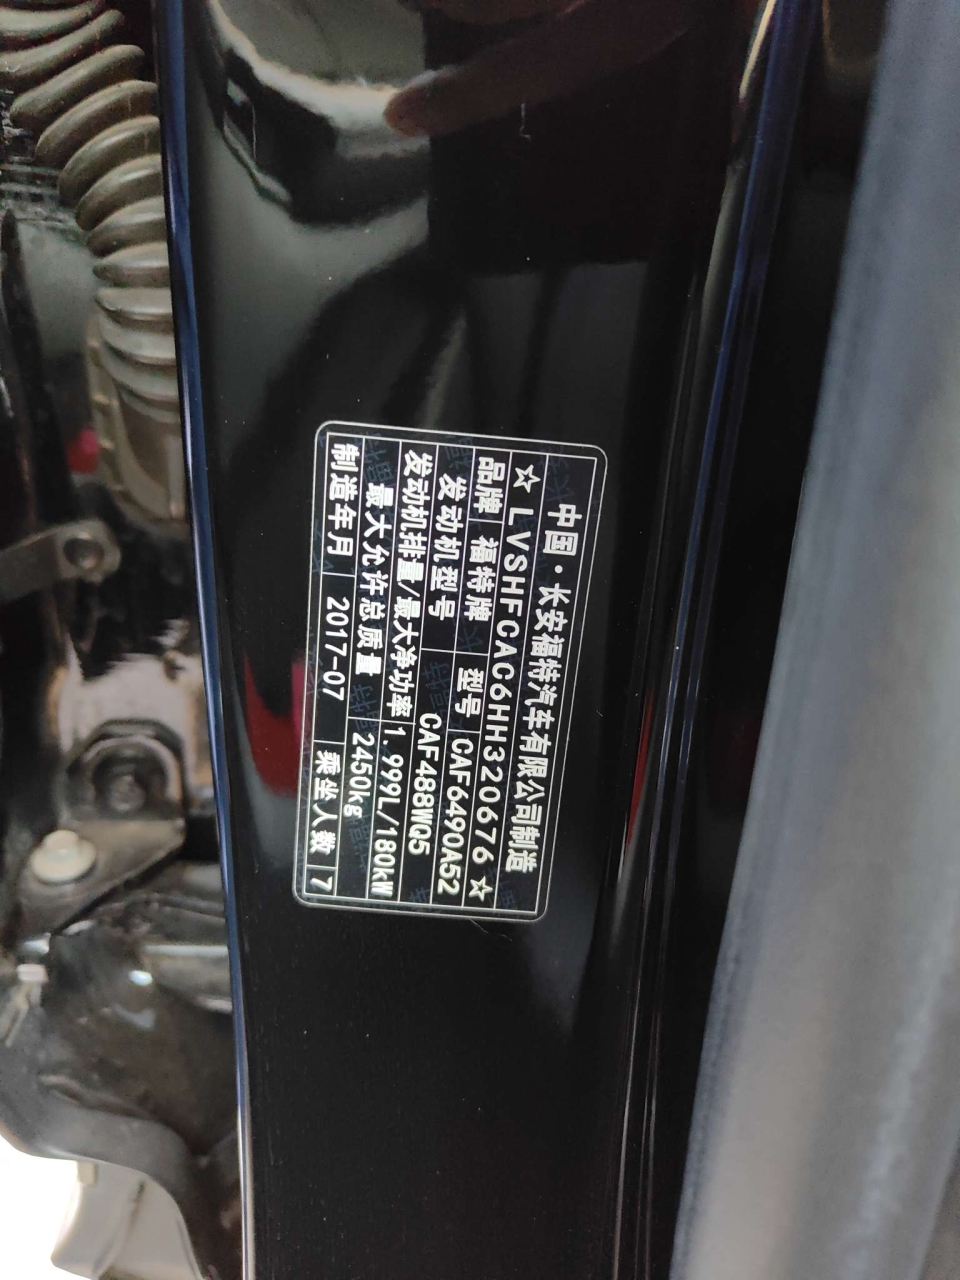 中国·长安福特汽车有限公司制造
☆LVSHFCAC6HH320676☆
品牌 福特牌 型号 CAF6490A52
发动机型号 CAF488WQ5
发动机排量/最大净功率 1.999L/180kW
最大允许总质量 2450kg
制造年月 2017-07 乘坐人数 7